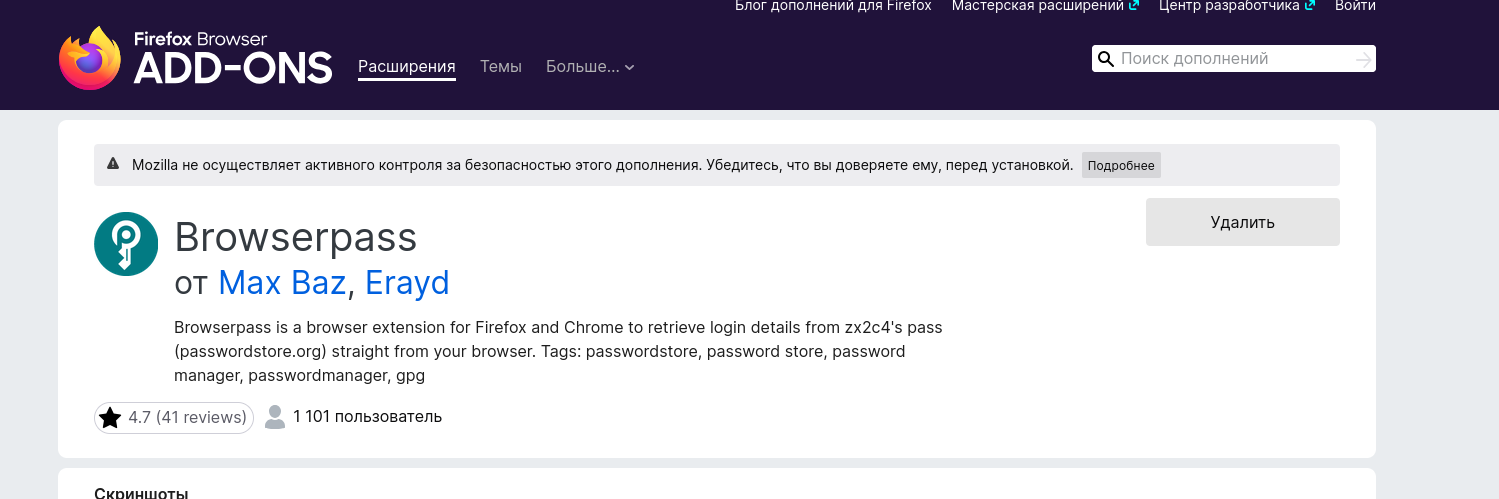 Блог дополнений для Firefox Мастерская расширений Центр разработчика Войти
Firefox Browser
ADD-ONS
Расширения Темы Больше...
Поиск дополнений
Mozilla не осуществляет активного контроля за безопасностью этого дополнения. Убедитесь, что вы доверяете ему, перед установкой. Подробнее
Удалить
Browserpass
от Max Baz, Erayd
Browserpass is a browser extension for Firefox and Chrome to retrieve login details from zx2c4's pass
(passwordstore.org) straight from your browser. Tags: passwordstore, password store, password
manager, passwordmanager, gpg
4.7 (41 reviews) 1 101 пользователь
Скриншоты